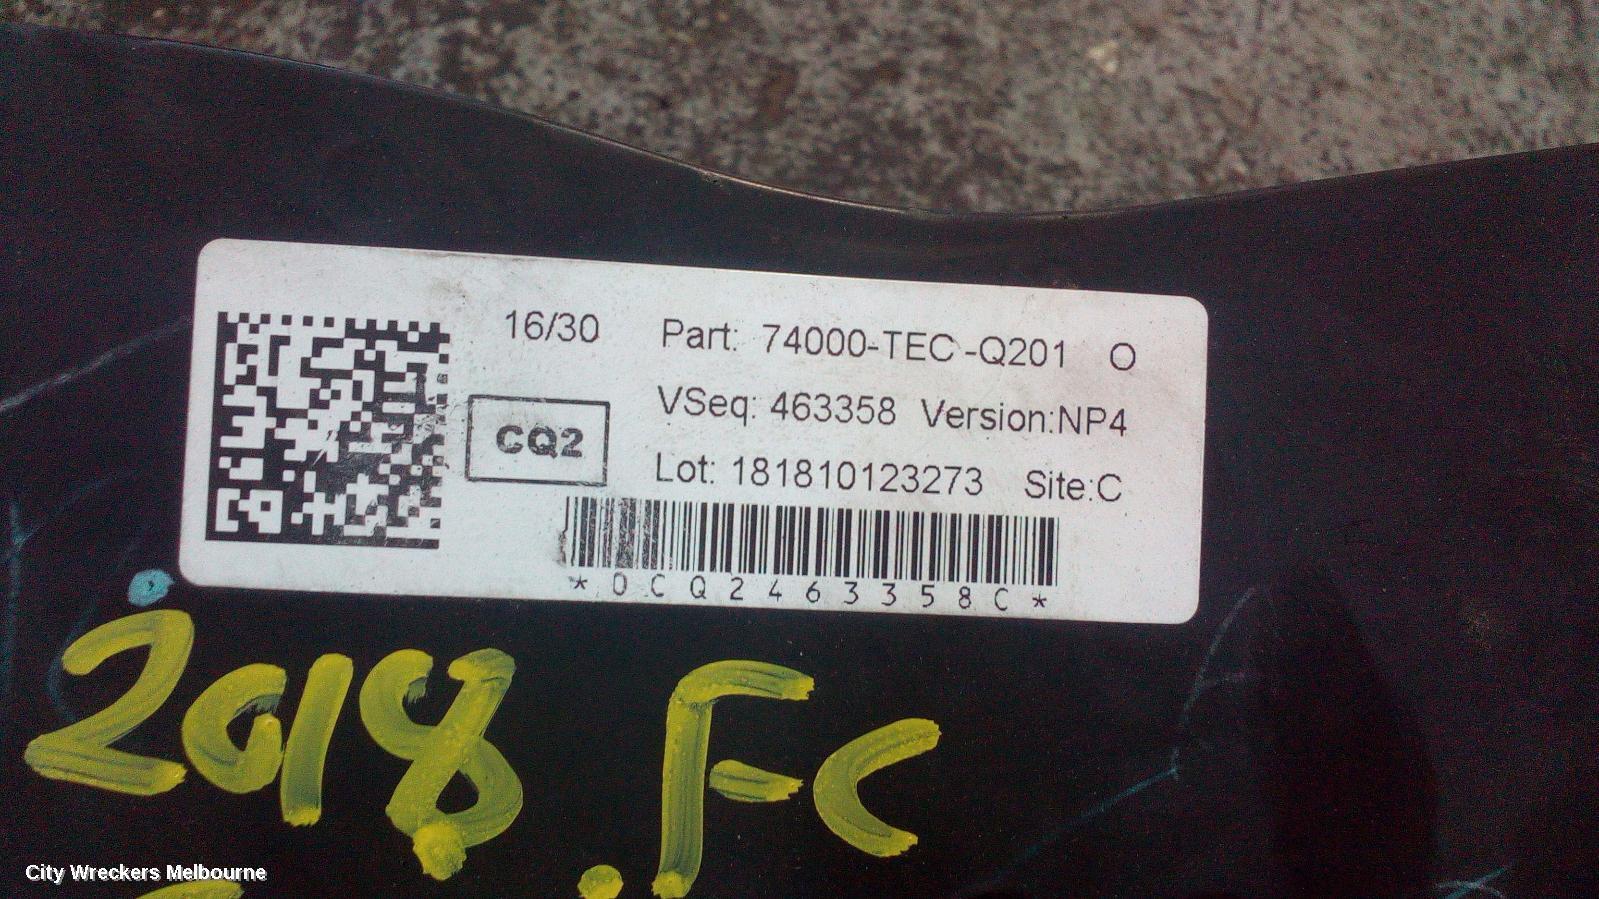 16/30 Part: 74000-TEC-Q201 O
VSeq: 463358 Version:NP4
CQ2
Lot: 181810123273 Site:C
*0CQ2463358C*
2018 FC
City Wreckers Melbourne